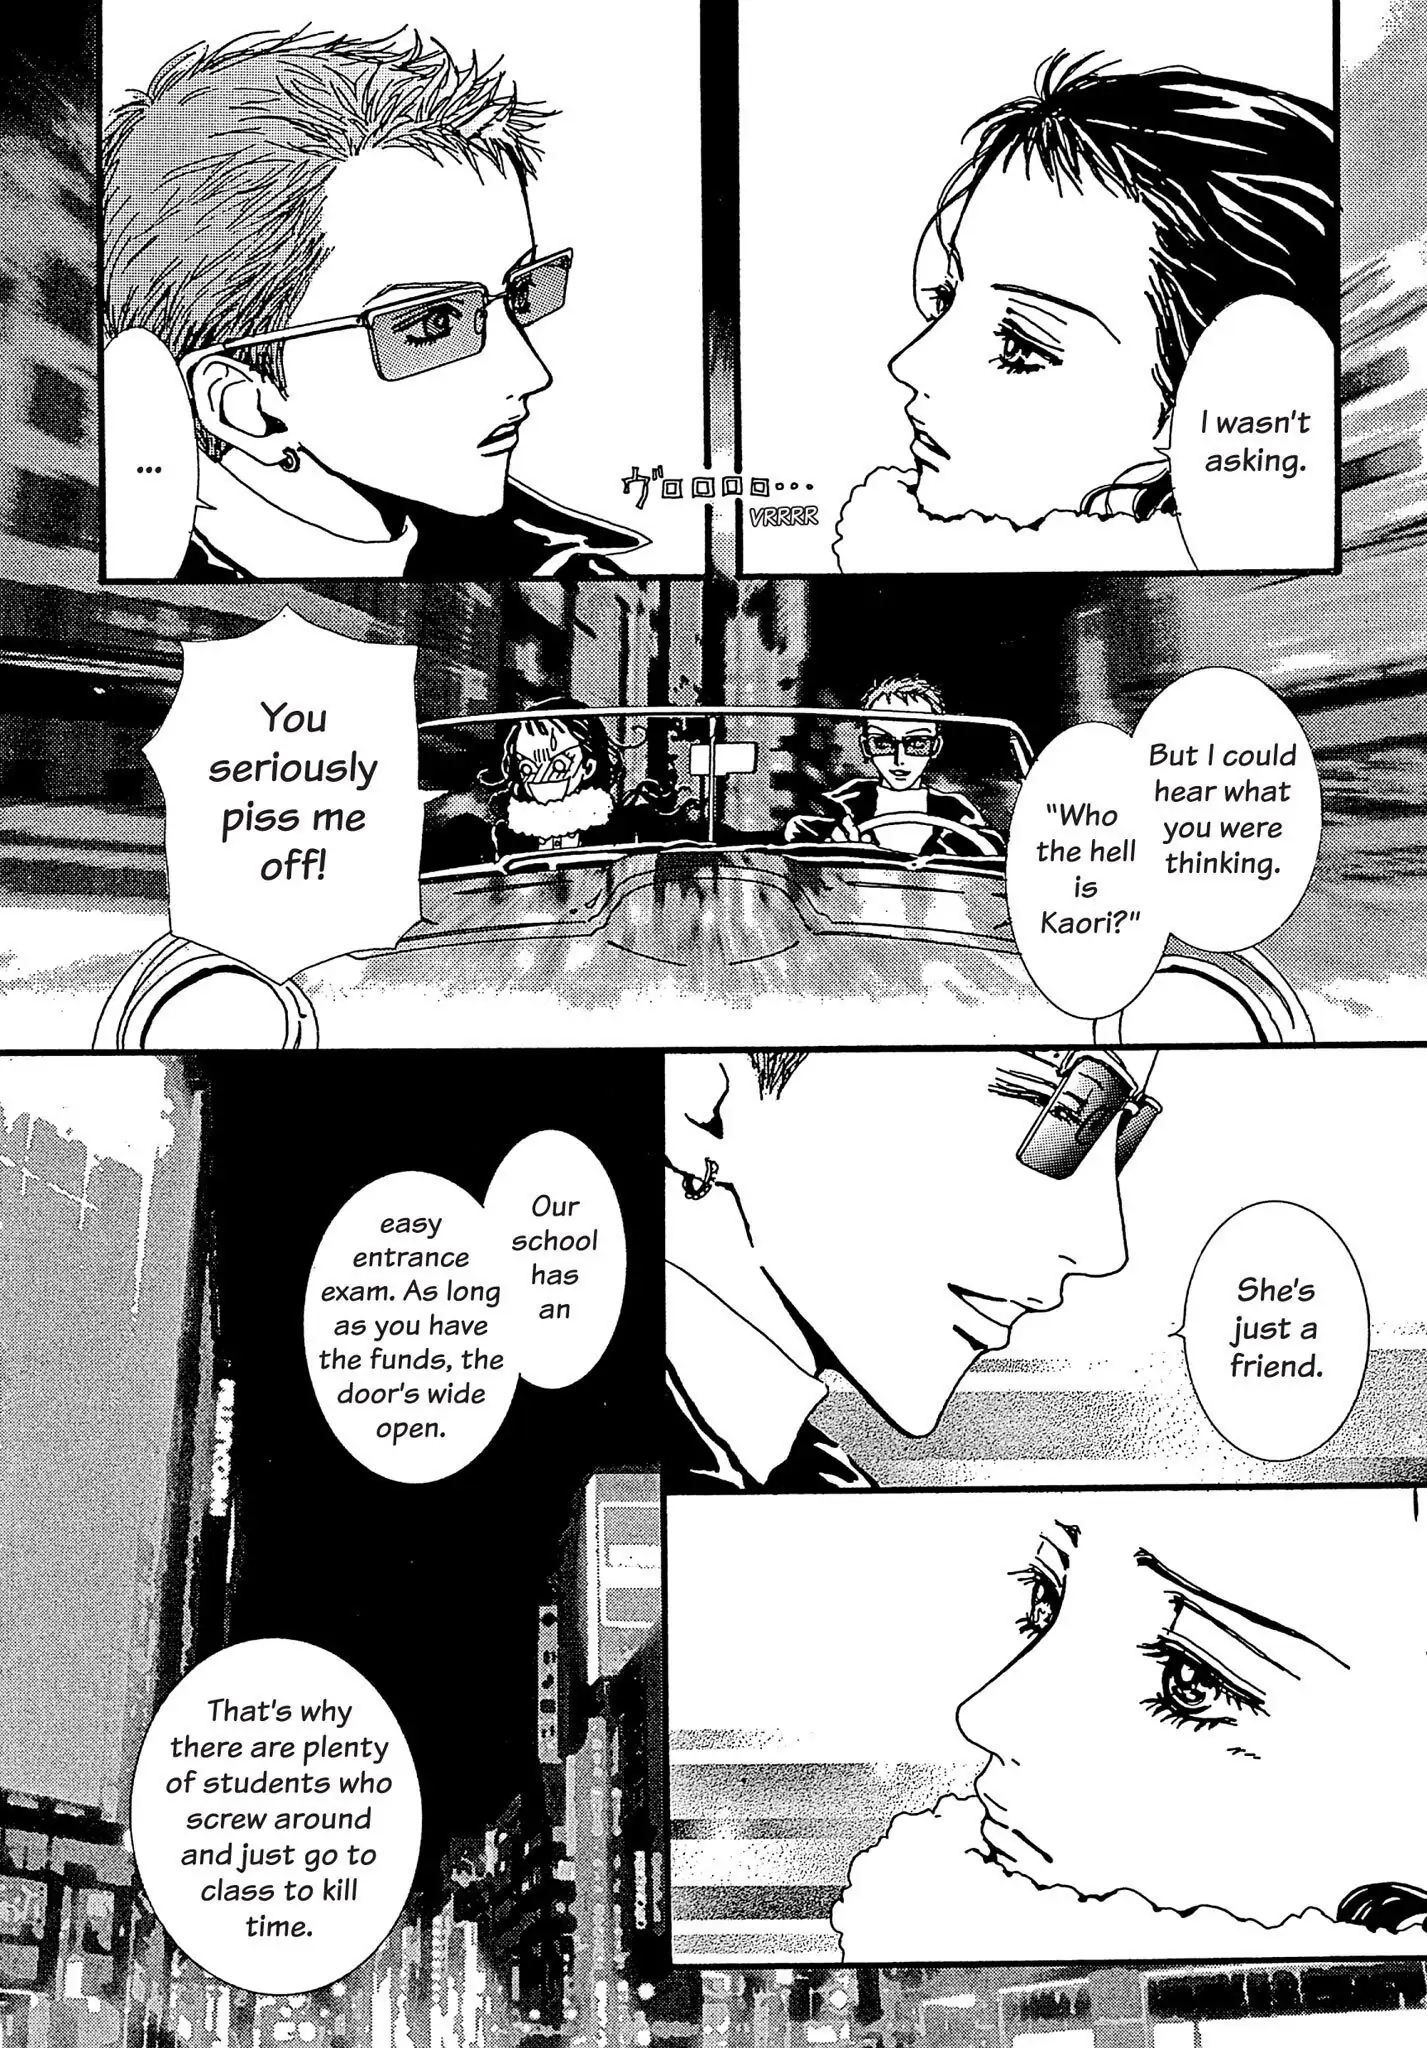 I wasn't
asking.
...
ヴロロロロ...
VRRRR
But I could
hear what
you were
thinking.
"Who
the hell
is
Kaori?"
You
seriously
piss me
off!
She's
just a
friend.
Our
school
has
an
easy
entrance
exam. As long
as you have
the funds, the
door's wide
open.
That's why
there are plenty
of students who
screw around
and just go to
class to kill
time.